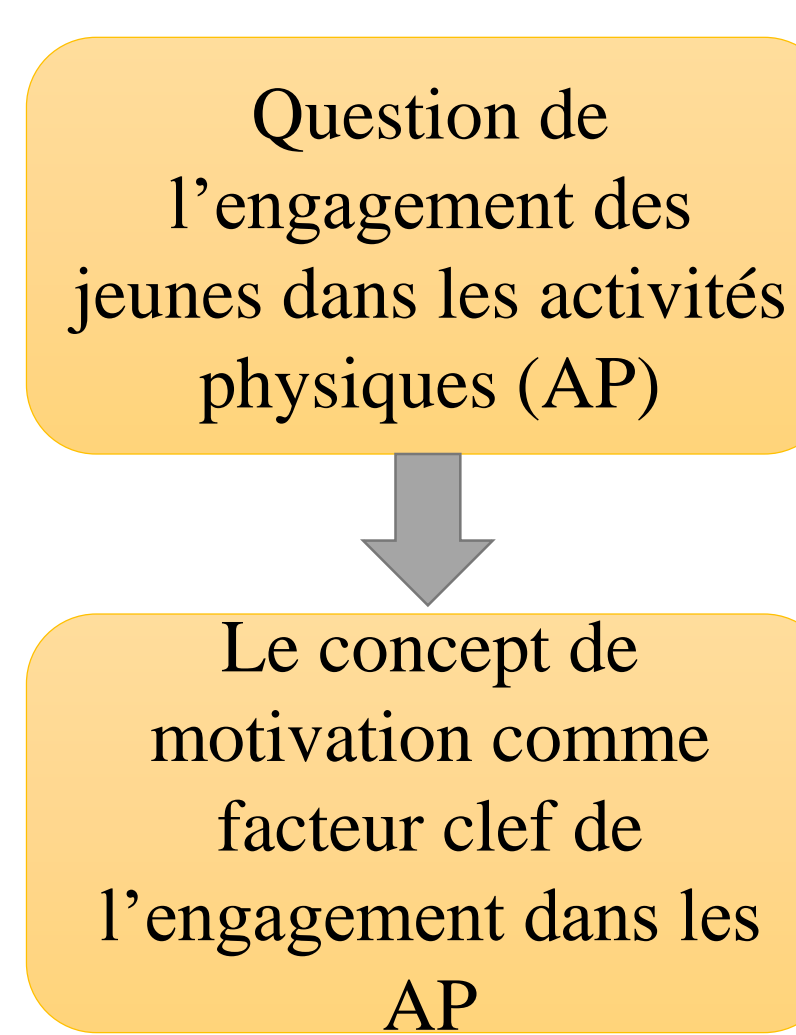 Question de
l’engagement des
jeunes dans les activités
physiques (AP)
Le concept de
motivation comme
facteur clef de
l’engagement dans les
AP